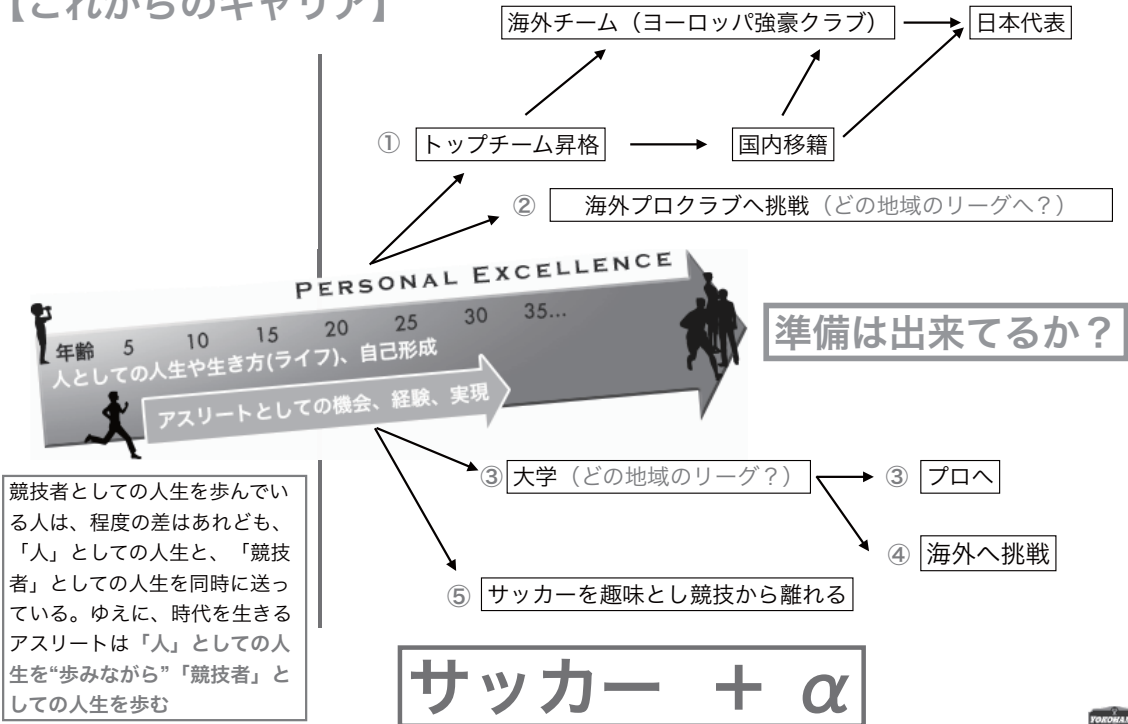 【これからのキャリア】
海外チーム（ヨーロッパ強豪クラブ）
日本代表
① トップチーム昇格
国内移籍
② 海外プロクラブへ挑戦（どの地域のリーグへ？）
PERSONAL EXCELLENCE
年齢 5 10 15 20 25 30 35...
人としての人生や生き方(ライフ)、自己形成
アスリートとしての機会、経験、実現
準備は出来てるか？
③ 大学（どの地域のリーグ？）
③ プロへ
④ 海外へ挑戦
⑤ サッカーを趣味とし競技から離れる
競技者としての人生を歩んでい
る人は、程度の差はあれども、
「人」としての人生と、「競技
者」としての人生を同時に送っ
ている。ゆえに、時代を生きる
アスリートは「人」としての人
生を“歩みながら”「競技者」と
しての人生を歩む
サッカー ＋ α
YOKOHA